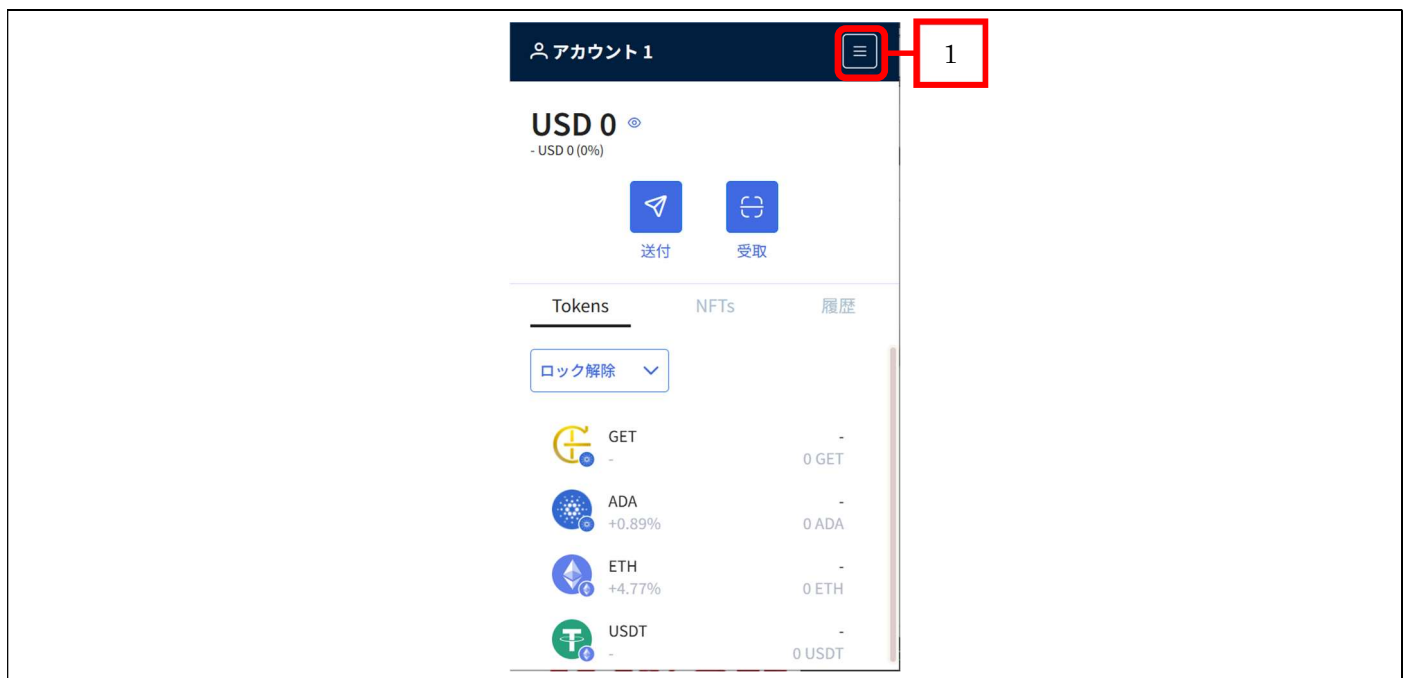 アカウント 1
1
USD 0
- USD 0 (0%)
送付 受取
Tokens NFTs 履歴
ロック解除
GET -
- 0 GET
ADA -
+0.89% 0 ADA
ETH -
+4.77% 0 ETH
USDT -
- 0 USDT